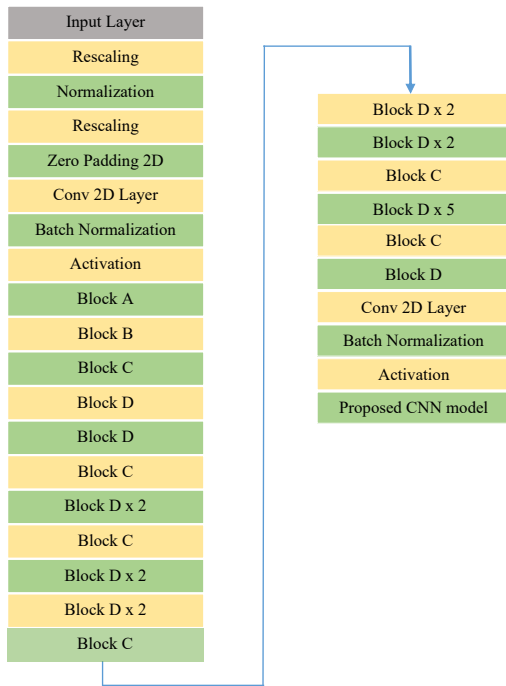 Input Layer
Rescaling
Normalization
Rescaling
Zero Padding 2D
Conv 2D Layer
Batch Normalization
Activation
Block A
Block B
Block C
Block D
Block D
Block C
Block D x 2
Block C
Block D x 2
Block D x 2
Block C
Block D x 2
Block D x 2
Block C
Block D x 5
Block C
Block D
Conv 2D Layer
Batch Normalization
Activation
Proposed CNN model